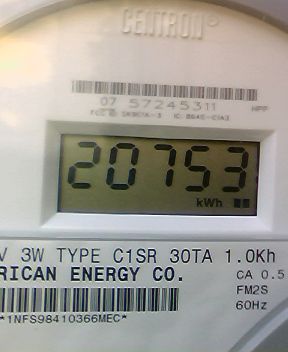 CENTRON®
07 57245311 HPP
20753
kWh
V 3W TYPE C1SR 30TA 1.0Kh
RICAN ENERGY CO.
CA 0.5
FM2S
60Hz
*1NFS98410366MEC*